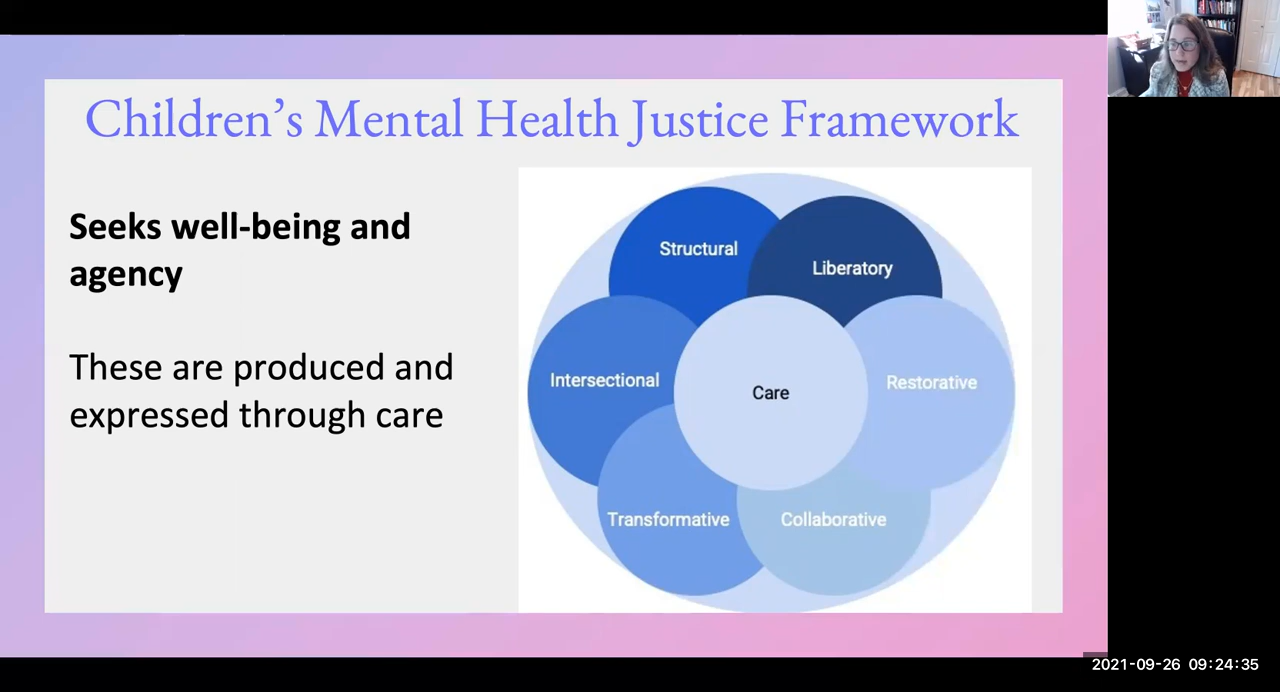 Children's Mental Health Justice Framework
Seeks well-being and
agency
These are produced and
expressed through care
Structural
Liberatory
Intersectional
Care
Restorative
Transformative
Collaborative
2021-09-26 09:24:35